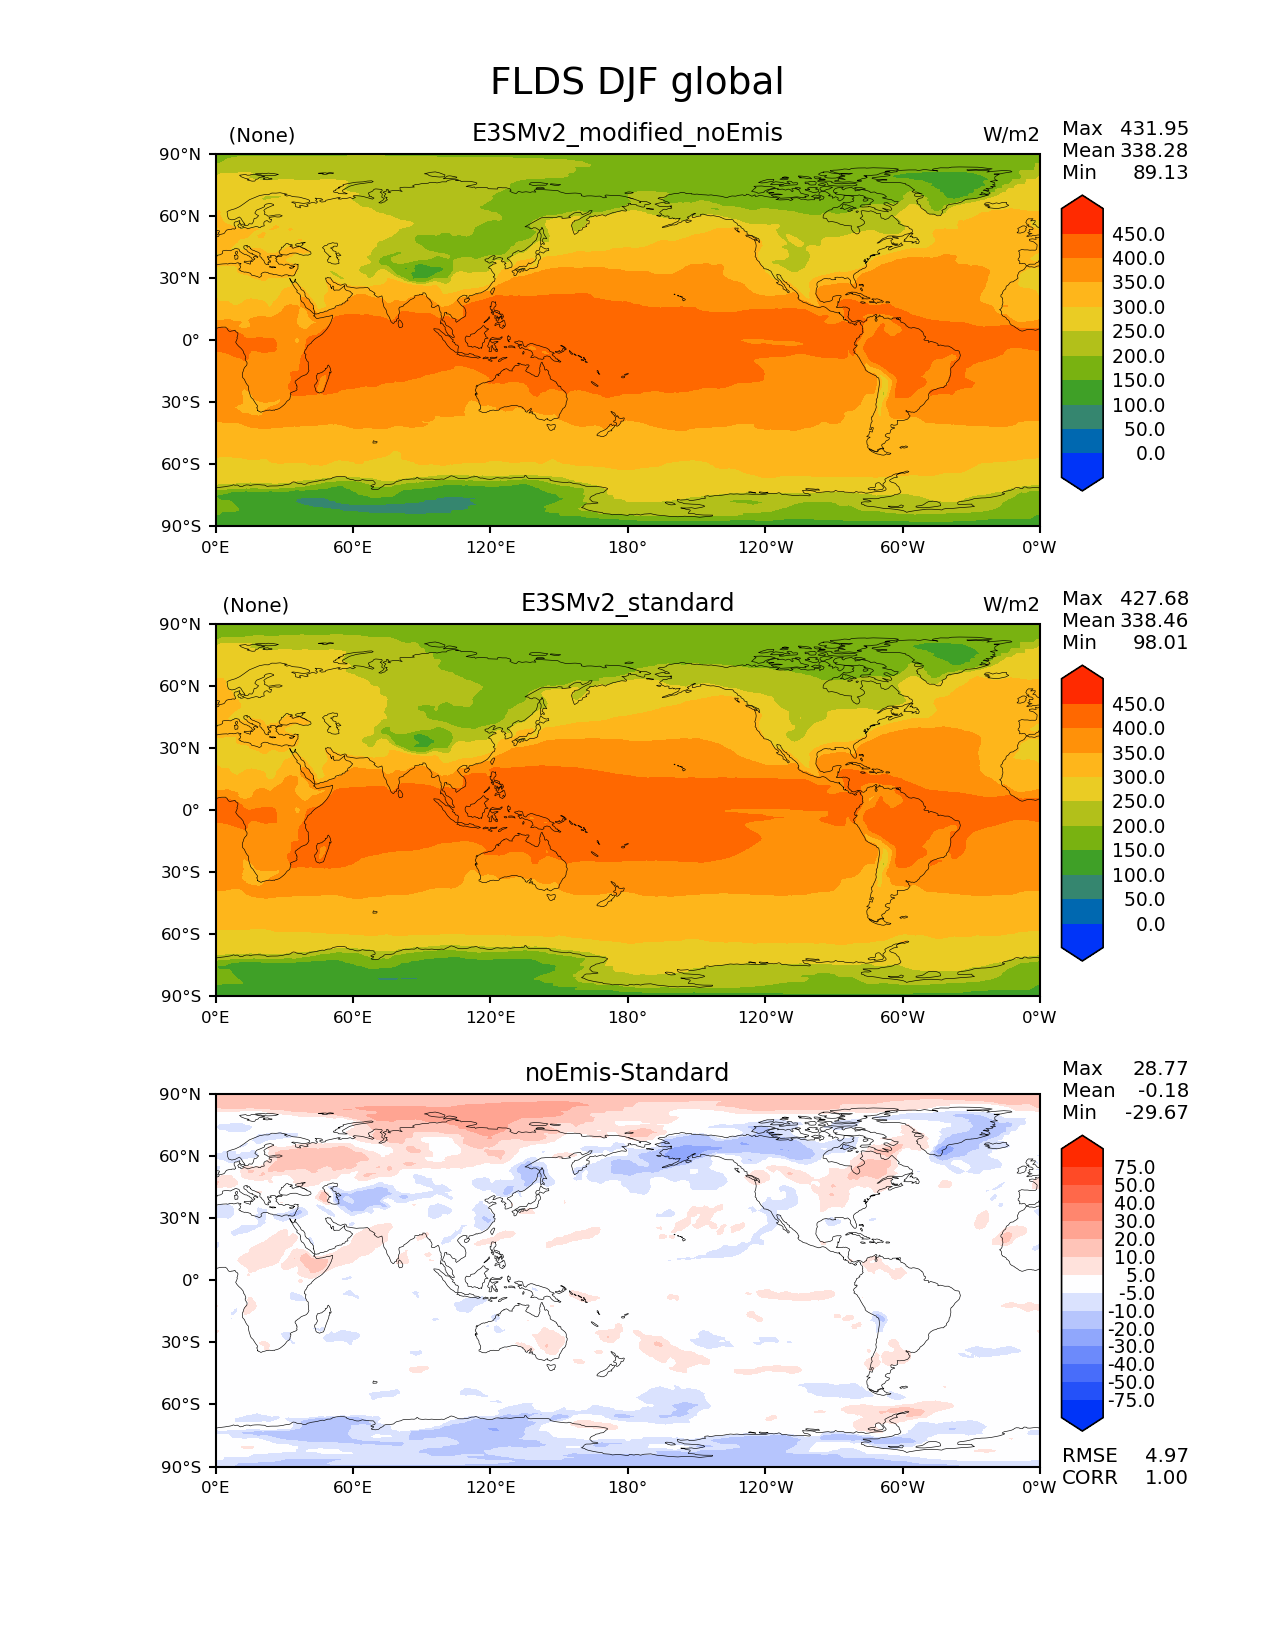 FLDS DJF global
(None) E3SMv2_modified_noEmis W/m2
Max 431.95
Mean 338.28
Min 89.13
90°N
60°N
30°N
0°
30°S
60°S
90°S
0°E 60°E 120°E 180° 120°W 60°W 0°W
450.0
400.0
350.0
300.0
250.0
200.0
150.0
100.0
50.0
0.0
(None) E3SMv2_standard W/m2
Max 427.68
Mean 338.46
Min 98.01
90°N
60°N
30°N
0°
30°S
60°S
90°S
0°E 60°E 120°E 180° 120°W 60°W 0°W
450.0
400.0
350.0
300.0
250.0
200.0
150.0
100.0
50.0
0.0
noEmis-Standard
Max 28.77
Mean -0.18
Min -29.67
90°N
60°N
30°N
0°
30°S
60°S
90°S
0°E 60°E 120°E 180° 120°W 60°W 0°W
75.0
50.0
40.0
30.0
20.0
10.0
5.0
-5.0
-10.0
-20.0
-30.0
-40.0
-50.0
-75.0
RMSE 4.97
CORR 1.00